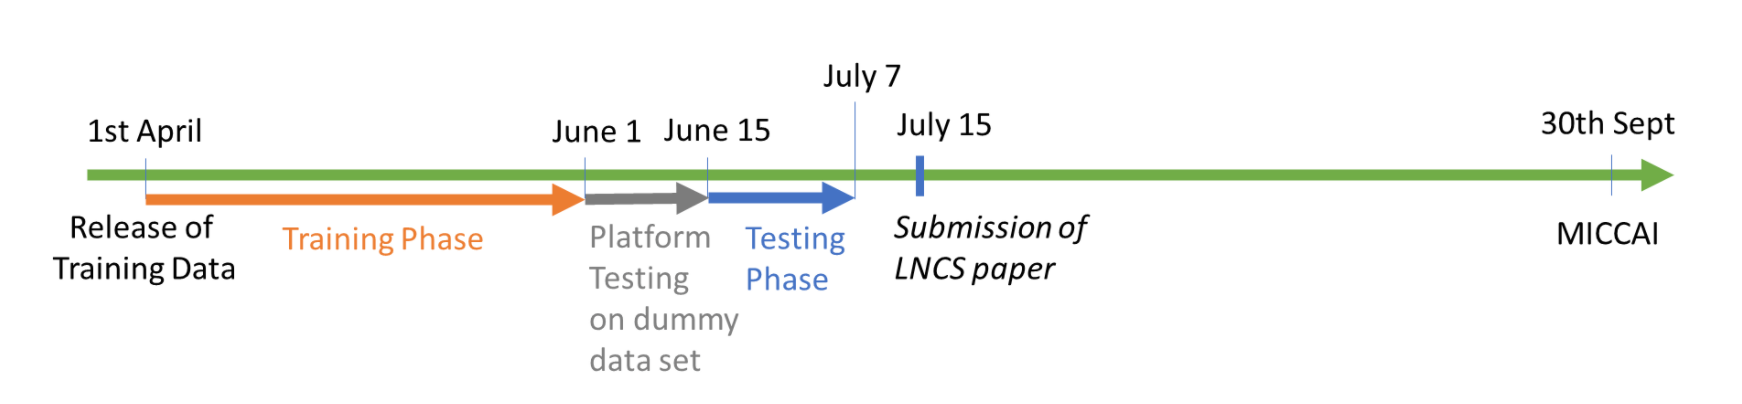 July 7
1st April
June 1
June 15
July 15
30th Sept
Release of
Training Data
Training Phase
Platform
Testing
on dummy
data set
Testing
Phase
Submission of
LNCS paper
MICCAI